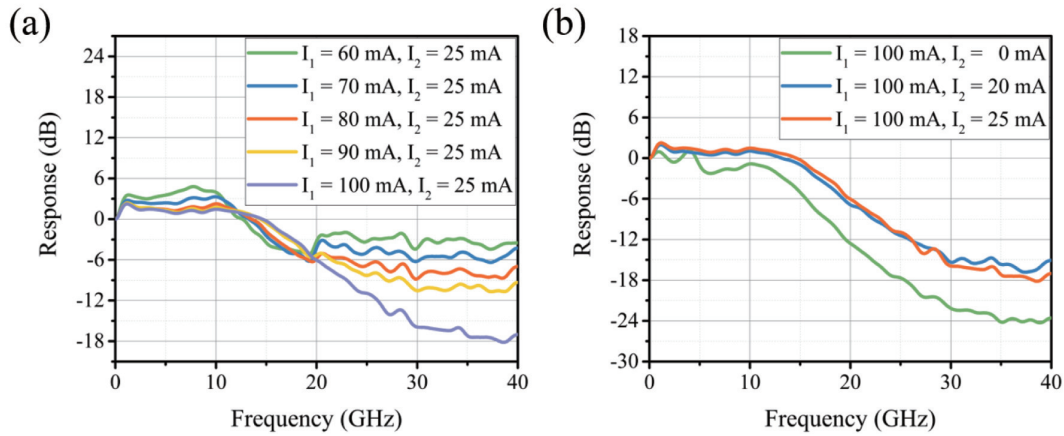 (a)
24
18
12
6
0
-6
-12
-18
Response (dB)
I₁ = 60 mA, I₂ = 25 mA
I₁ = 70 mA, I₂ = 25 mA
I₁ = 80 mA, I₂ = 25 mA
I₁ = 90 mA, I₂ = 25 mA
I₁ = 100 mA, I₂ = 25 mA
0 10 20 30 40
Frequency (GHz)
(b)
18
12
6
0
-6
-12
-18
-24
-30
Response (dB)
I₁ = 100 mA, I₂ = 0 mA
I₁ = 100 mA, I₂ = 20 mA
I₁ = 100 mA, I₂ = 25 mA
0 10 20 30 40
Frequency (GHz)